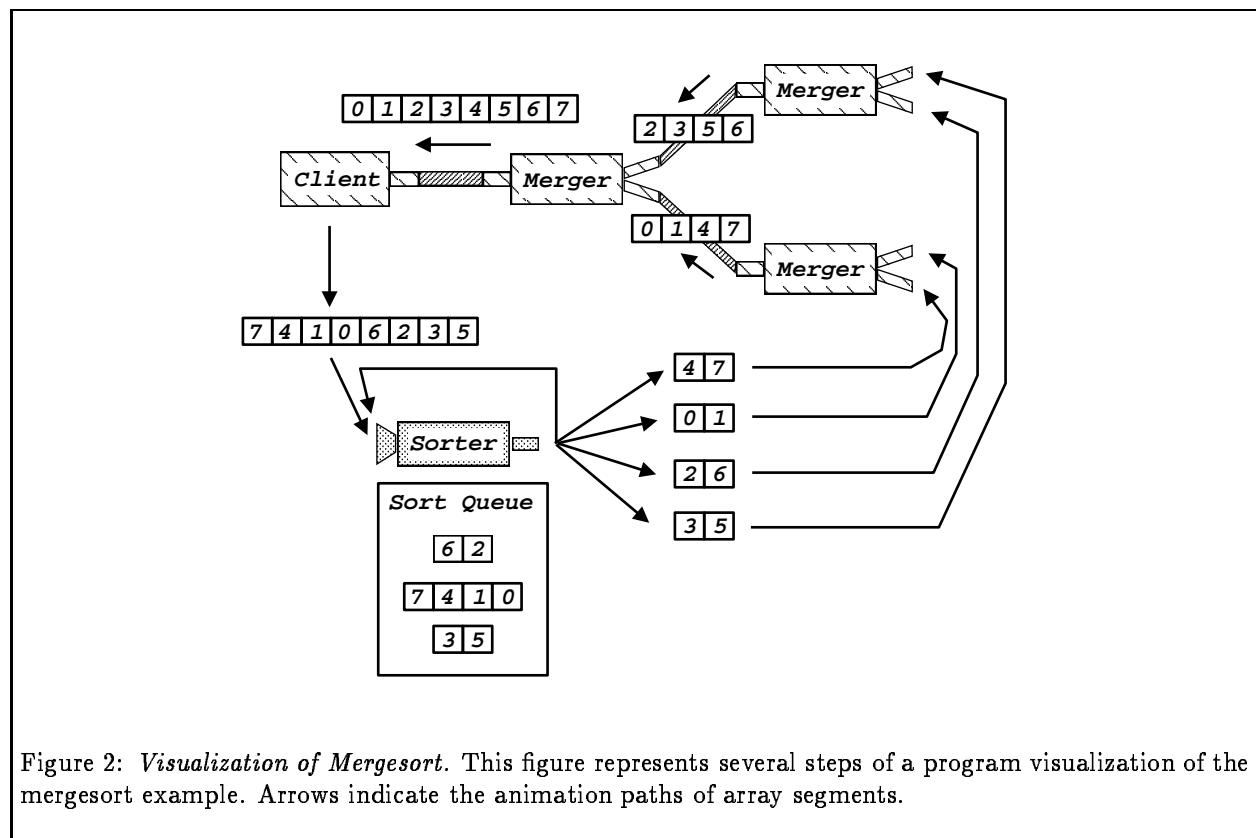 Merger
0 1 2 3 4 5 6 7
2 3 5 6
Client
Merger
0 1 4 7
Merger
7 4 1 0 6 2 3 5
4 7
0 1
Sorter
2 6
Sort Queue
3 5
6 2
7 4 1 0
3 5
Figure 2: Visualization of Mergesort. This figure represents several steps of a program visualization of the
mergesort example. Arrows indicate the animation paths of array segments.